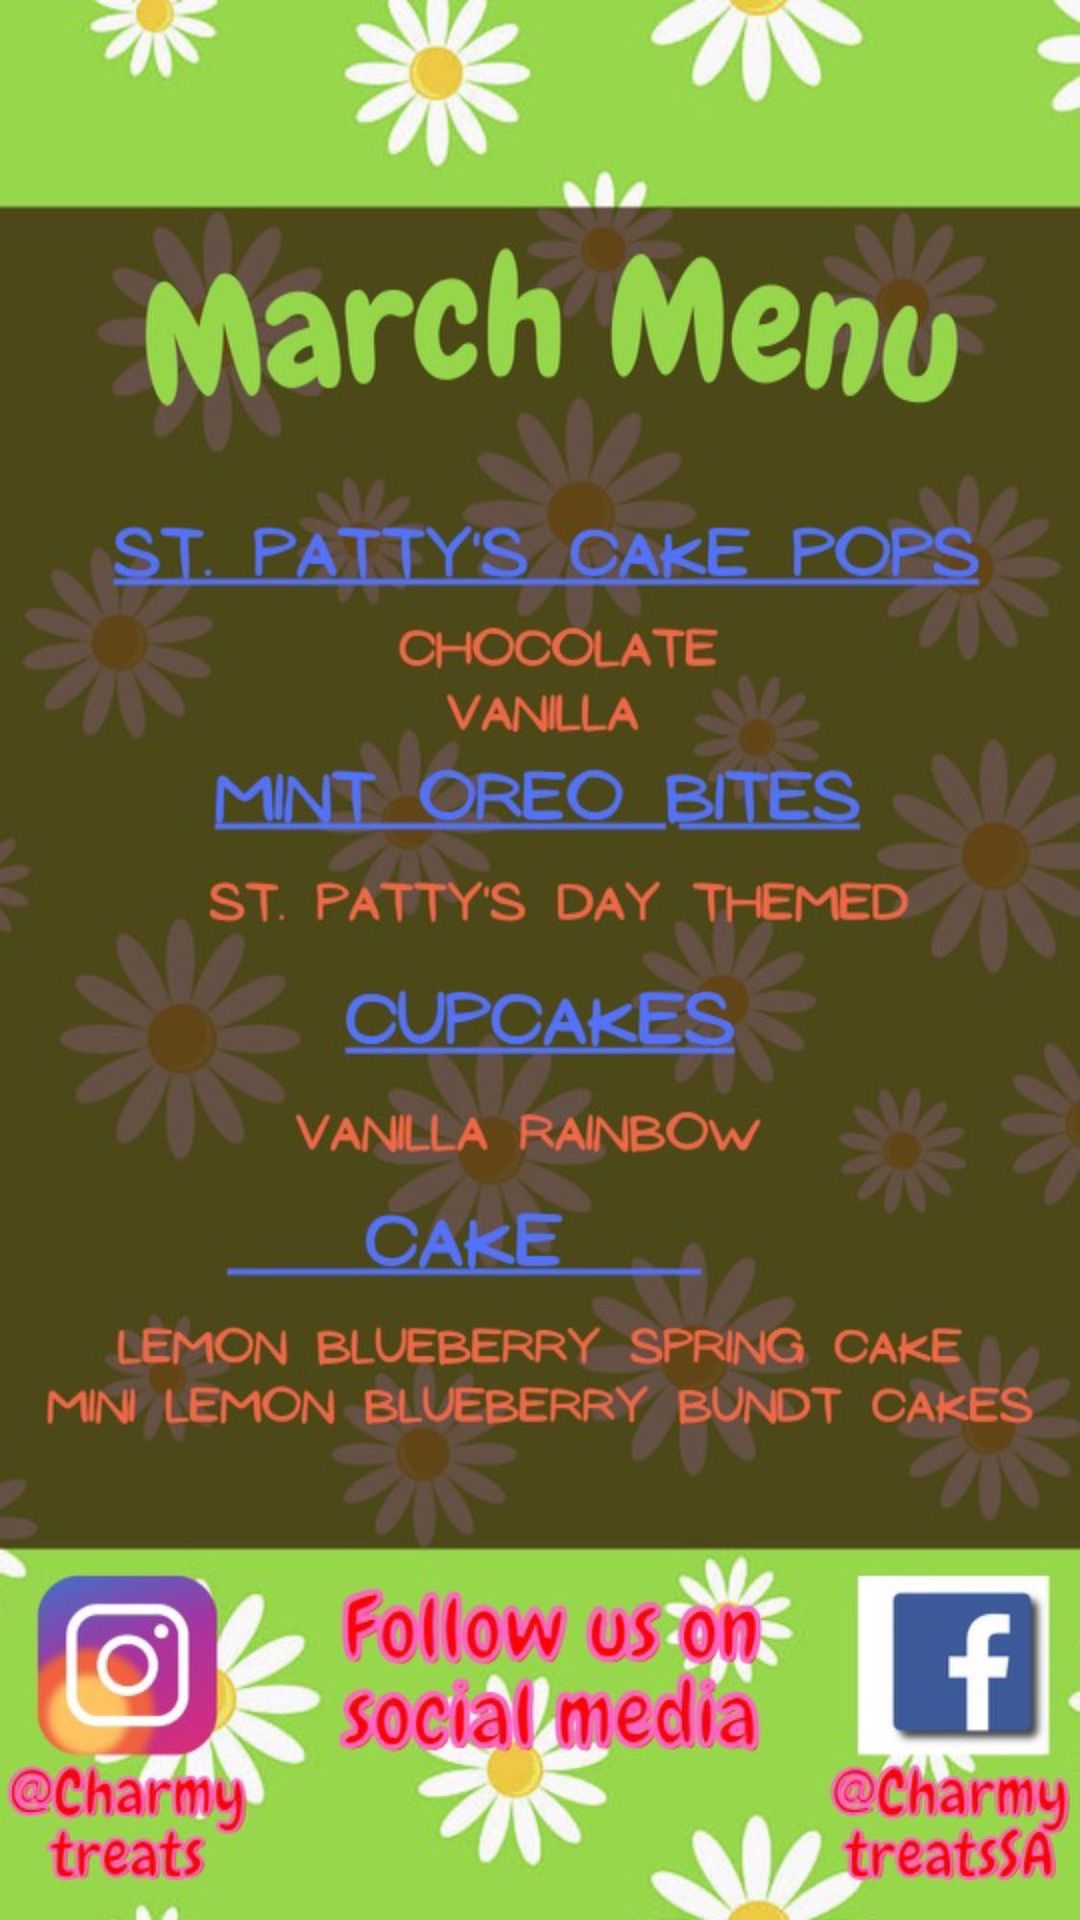 March Menu
ST. PATTY'S CAKE POPS
CHOCOLATE
VANILLA
MINT OREO BITES
ST. PATTY'S DAY THEMED
CUPCAKES
VANILLA RAINBOW
CAKE
LEMON BLUEBERRY SPRING CAKE
MINI LEMON BLUEBERRY BUNDT CAKES
Follow us on
social media
@Charmy
treats
@Charmy
treatsSA